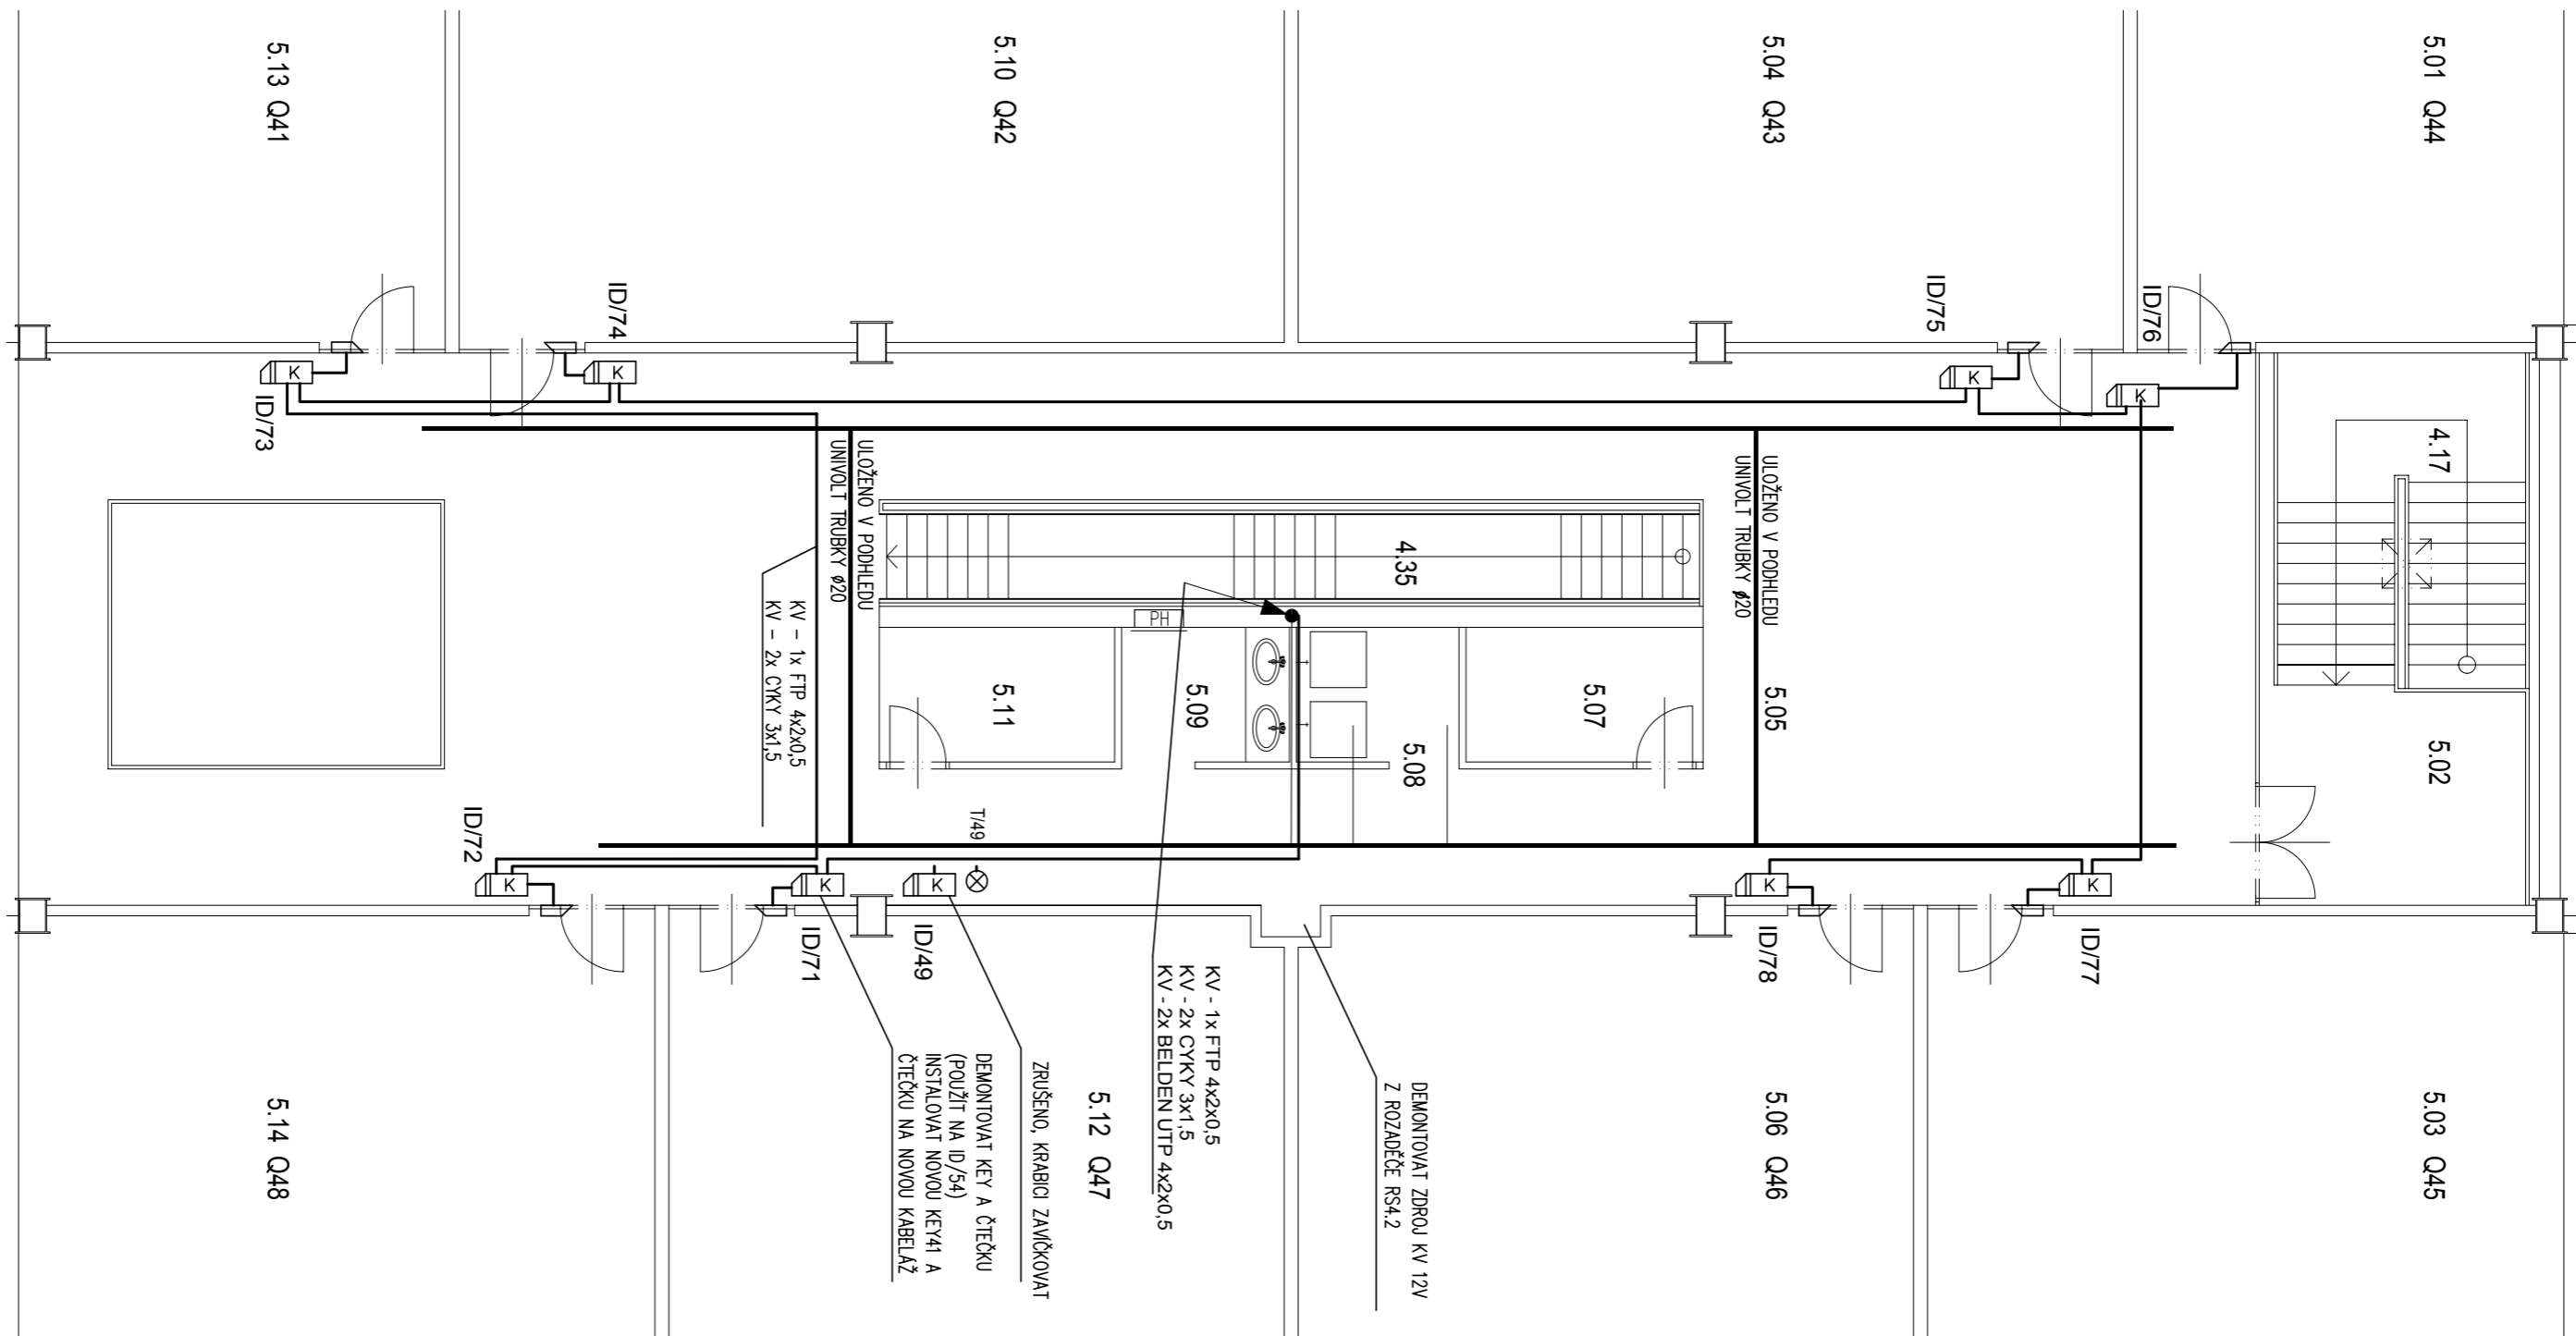 5.13 Q41
5.10 Q42
5.04 Q43
5.01 Q44
ID/73
ID/74
ID/75
ID/76
K
K
K
K
4.17
ULOŽENO V PODHLEDU
UNIVOLT TRUBKY ø20
ULOŽENO V PODHLEDU
UNIVOLT TRUBKY ø20
4.35
KV - 1x FTP 4x2x0,5
KV - 2x CYKY 3x1,5
PH
5.11
5.09
5.08
5.07
5.05
5.02
ID/72
T/49
K
K
K
K
K
ID/71
ID/49
ID/78
ID/77
KV - 1x FTP 4x2x0,5
KV - 2x CYKY 3x1,5
KV - 2x BELDEN UTP 4x2x0,5
DEMONTOVAT ZDROJ KV 12V
Z ROZADĚČE RS4.2
ZRUŠENO, KRABICI ZAVÍČKOVAT
DEMONTOVAT KEY A ČTEČKU
(POUŽÍT NA ID/54)
INSTALOVAT NOVOU KEY41 A
ČTEČKU NA NOVOU KABELÁŽ
5.14 Q48
5.12 Q47
5.06 Q46
5.03 Q45